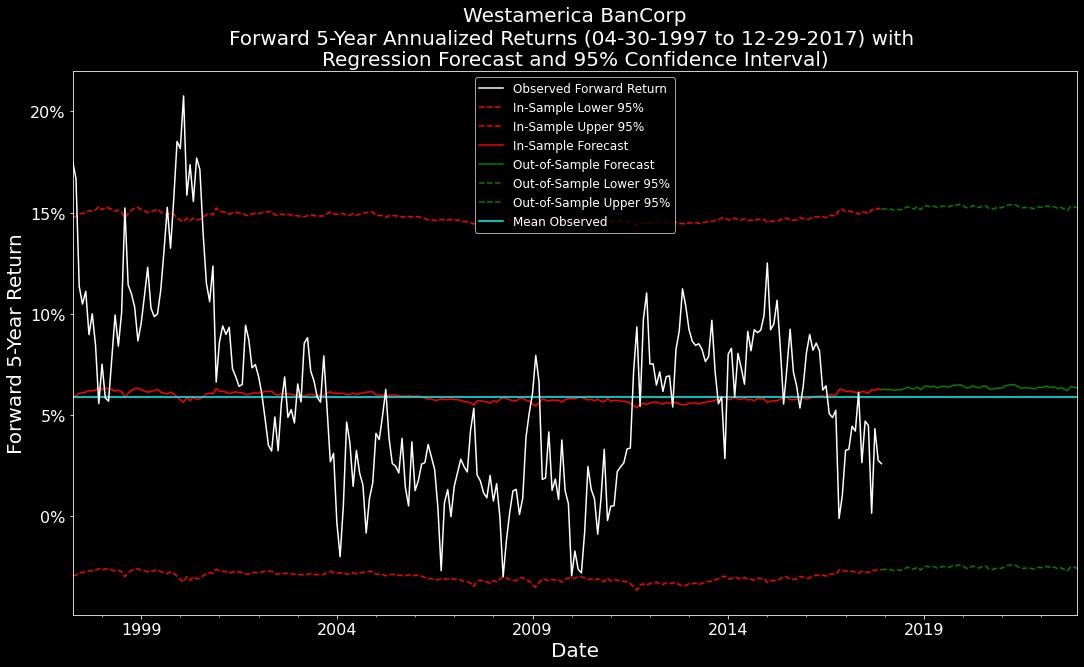 Westamerica BanCorp
Forward 5-Year Annualized Returns (04-30-1997 to 12-29-2017) with
Regression Forecast and 95% Confidence Interval)
Observed Forward Return
In-Sample Lower 95%
In-Sample Upper 95%
In-Sample Forecast
Out-of-Sample Forecast
Out-of-Sample Lower 95%
Out-of-Sample Upper 95%
Mean Observed
Forward 5-Year Return
20%
15%
10%
5%
0%
1999
2004
2009
2014
2019
Date